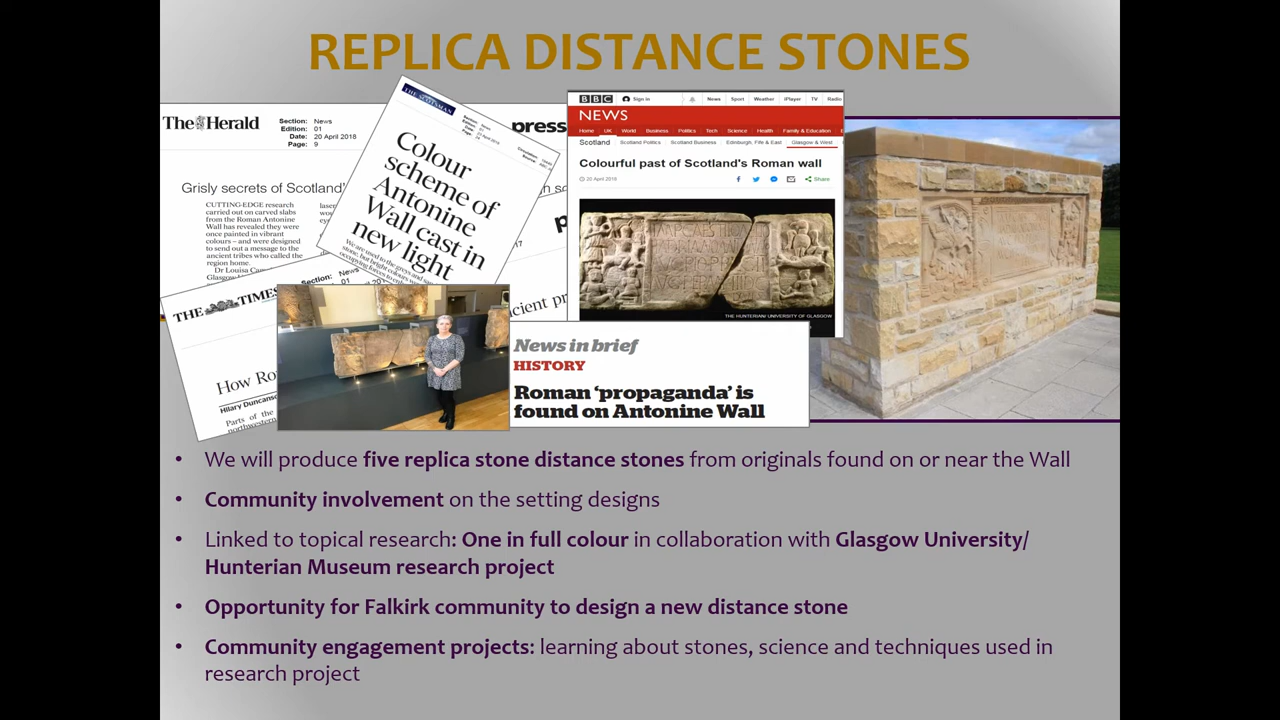 REPLICA DISTANCE STONES
The Herald
Section: News
Edition: 01
Date: 20 April 2018
Page: 9
Grisly secrets of Scotland'
CUTTING-EDGE research
carried out on carved slabs
from the Roman Antonine
Wall has revealed they were
once painted in vibrant
colours – and were designed
to send out a message to the
ancient tribes who called the
region home.
THE SCOTSMAN
Colour
scheme of
Antonine
Wall cast in
new light
press
BBC
Sign in
News Sport Weather iPlayer TV Radio
NEWS
Home UK World Business Politics Tech Science Health Family & Education
Scotland Scotland Politics Scotland Business Edinburgh, Fife & East Glasgow & West
Colourful past of Scotland's Roman wall
20 April 2018
Share
THE HUNTERIAN/ UNIVERSITY OF GLASGOW
THE TIMES
Section: News
01
How Ro
Hilary Duncanso
Parts of the
northwestern
News in brief
HISTORY
Roman ‘propaganda’ is
found on Antonine Wall
• We will produce five replica stone distance stones from originals found on or near the Wall
• Community involvement on the setting designs
• Linked to topical research: One in full colour in collaboration with Glasgow University/
Hunterian Museum research project
• Opportunity for Falkirk community to design a new distance stone
• Community engagement projects: learning about stones, science and techniques used in
research project